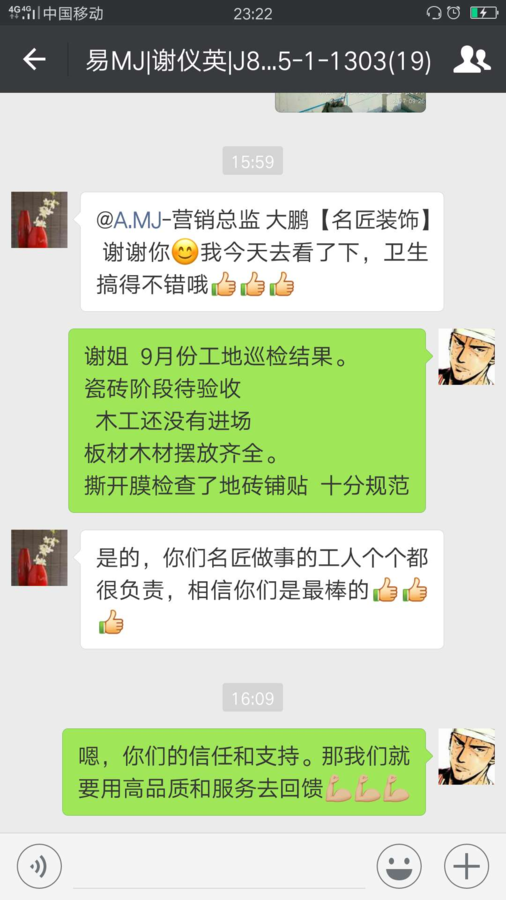 4G 4G 中国移动 23:22
易MJ|谢仪英|J8...5-1-1303(19)
15:59
@A.MJ-营销总监 大鹏【名匠装饰】
谢谢你😊我今天去看了下，卫生
搞得不错哦👍👍👍
谢姐 9月份工地巡检结果。
瓷砖阶段待验收
木工还没有进场
板材木材摆放齐全。
撕开膜检查了地砖铺贴 十分规范
是的，你们名匠做事的工人个个都
很负责，相信你们是最棒的👍👍
👍
16:09
嗯，你们的信任和支持。那我们就
要用高品质和服务去回馈💪💪💪